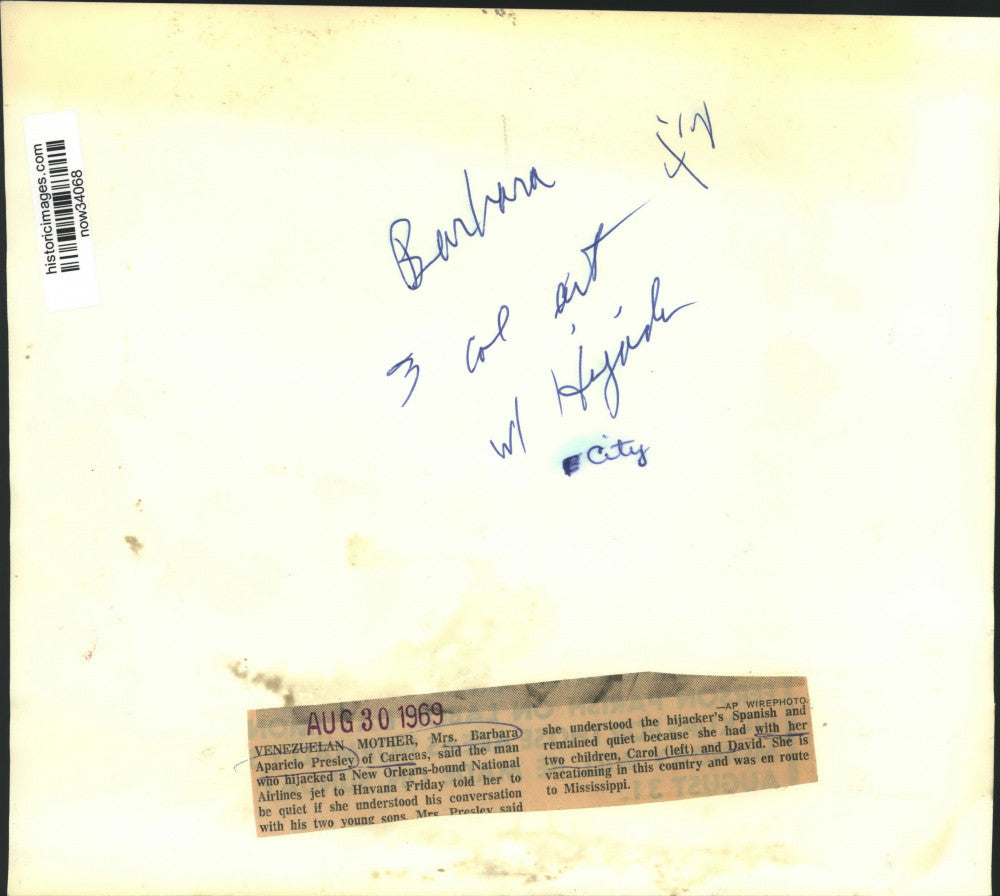 historicimages.com
now34068
Barbara
3 col art
w/ Hijack
City
AUG 30 1969
VENEZUELAN MOTHER, Mrs. Barbara
Aparicio Presley of Caracas, said the man
who hijacked a New Orleans-bound National
Airlines jet to Havana Friday told her to
be quiet if she understood his conversation
with his two young sons. Mrs. Presley said
—AP WIREPHOTO
she understood the hijacker's Spanish and
remained quiet because she had with her
two children, Carol (left) and David. She is
vacationing in this country and was en route
to Mississippi.